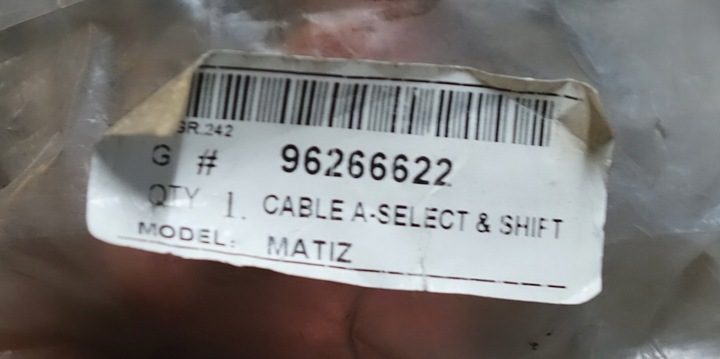 GR.242
G # 96266622
QTY 1. CABLE A-SELECT & SHIFT
MODEL: MATIZ